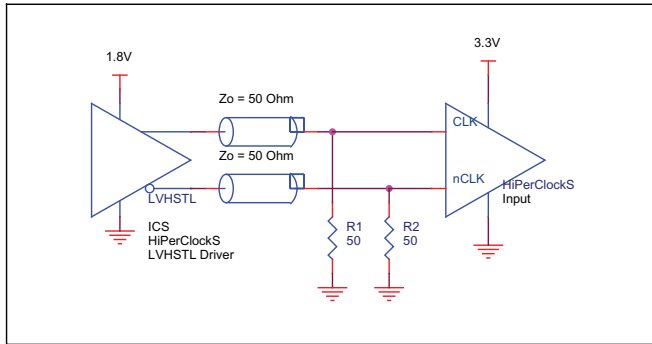 1.8V
3.3V
Zo = 50 Ohm
CLK
Zo = 50 Ohm
nCLK
LVHSTL
HiPerClockS
Input
ICS
HiPerClockS
LVHSTL Driver
R1
50
R2
50